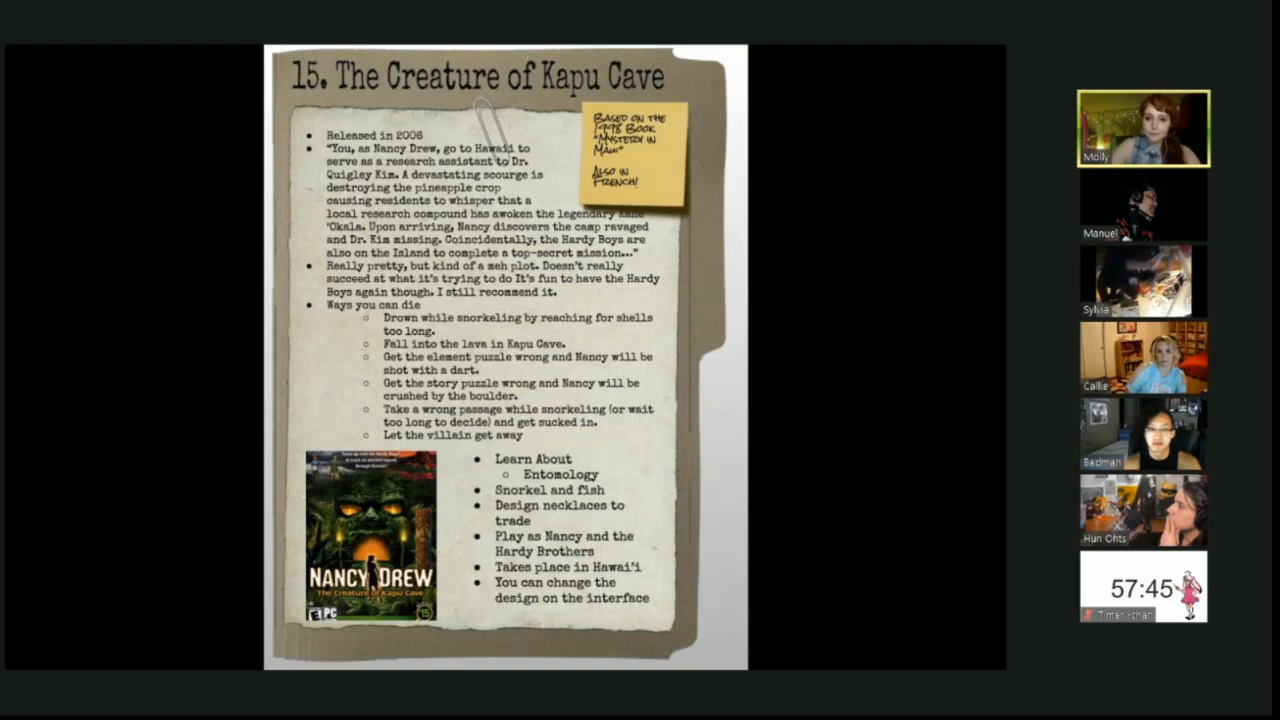 15. The Creature of Kapu Cave
BASED ON THE
1998 BOOK
"MYSTERY IN
MAUI"
ALSO IN
FRENCH!
Released in 2006
"You, as Nancy Drew, go to Hawaii to
serve as a research assistant to Dr.
Quigley Kim. A devastating scourge is
destroying the pineapple crop
causing residents to whisper that a
local research compound has awoken the legendary Kane
'Okala. Upon arriving, Nancy discovers the camp ravaged
and Dr. Kim missing. Coincidentally, the Hardy Boys are
also on the Island to complete a top-secret mission..."
Really pretty, but kind of a meh plot. Doesn't really
succeed at what it's trying to do It's fun to have the Hardy
Boys again though. I still recommend it.
Ways you can die
Drown while snorkeling by reaching for shells
too long.
Fall into the lava in Kapu Cave.
Get the element puzzle wrong and Nancy will be
shot with a dart.
Get the story puzzle wrong and Nancy will be
crushed by the boulder.
Take a wrong passage while snorkeling (or wait
too long to decide) and get sucked in.
Let the villain get away
NANCY DREW
The Creature of Kapu Cave
E PC
15
Learn About
Entomology
Snorkel and fish
Design necklaces to
trade
Play as Nancy and the
Hardy Brothers
Takes place in Hawai'i
You can change the
design on the interface
Molly
Manuel
Sylvia
Callie
Badman
Hun Ohts
57:45
Timer-chan